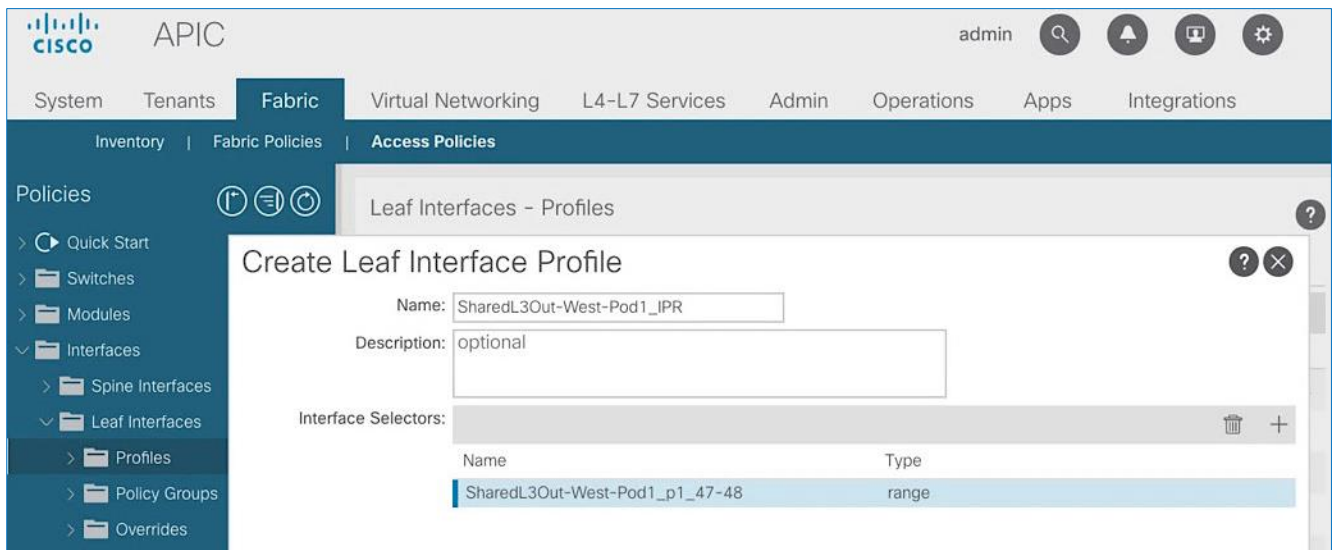 CISCO APIC admin
System Tenants Fabric Virtual Networking L4-L7 Services Admin Operations Apps Integrations
Inventory | Fabric Policies | Access Policies
Policies
Leaf Interfaces - Profiles
Quick Start
Switches
Modules
Interfaces
Spine Interfaces
Leaf Interfaces
Profiles
Policy Groups
Overrides
Create Leaf Interface Profile
Name: SharedL3Out-West-Pod1_IPR
Description: optional
Interface Selectors:
Name Type
SharedL3Out-West-Pod1_p1_47-48 range